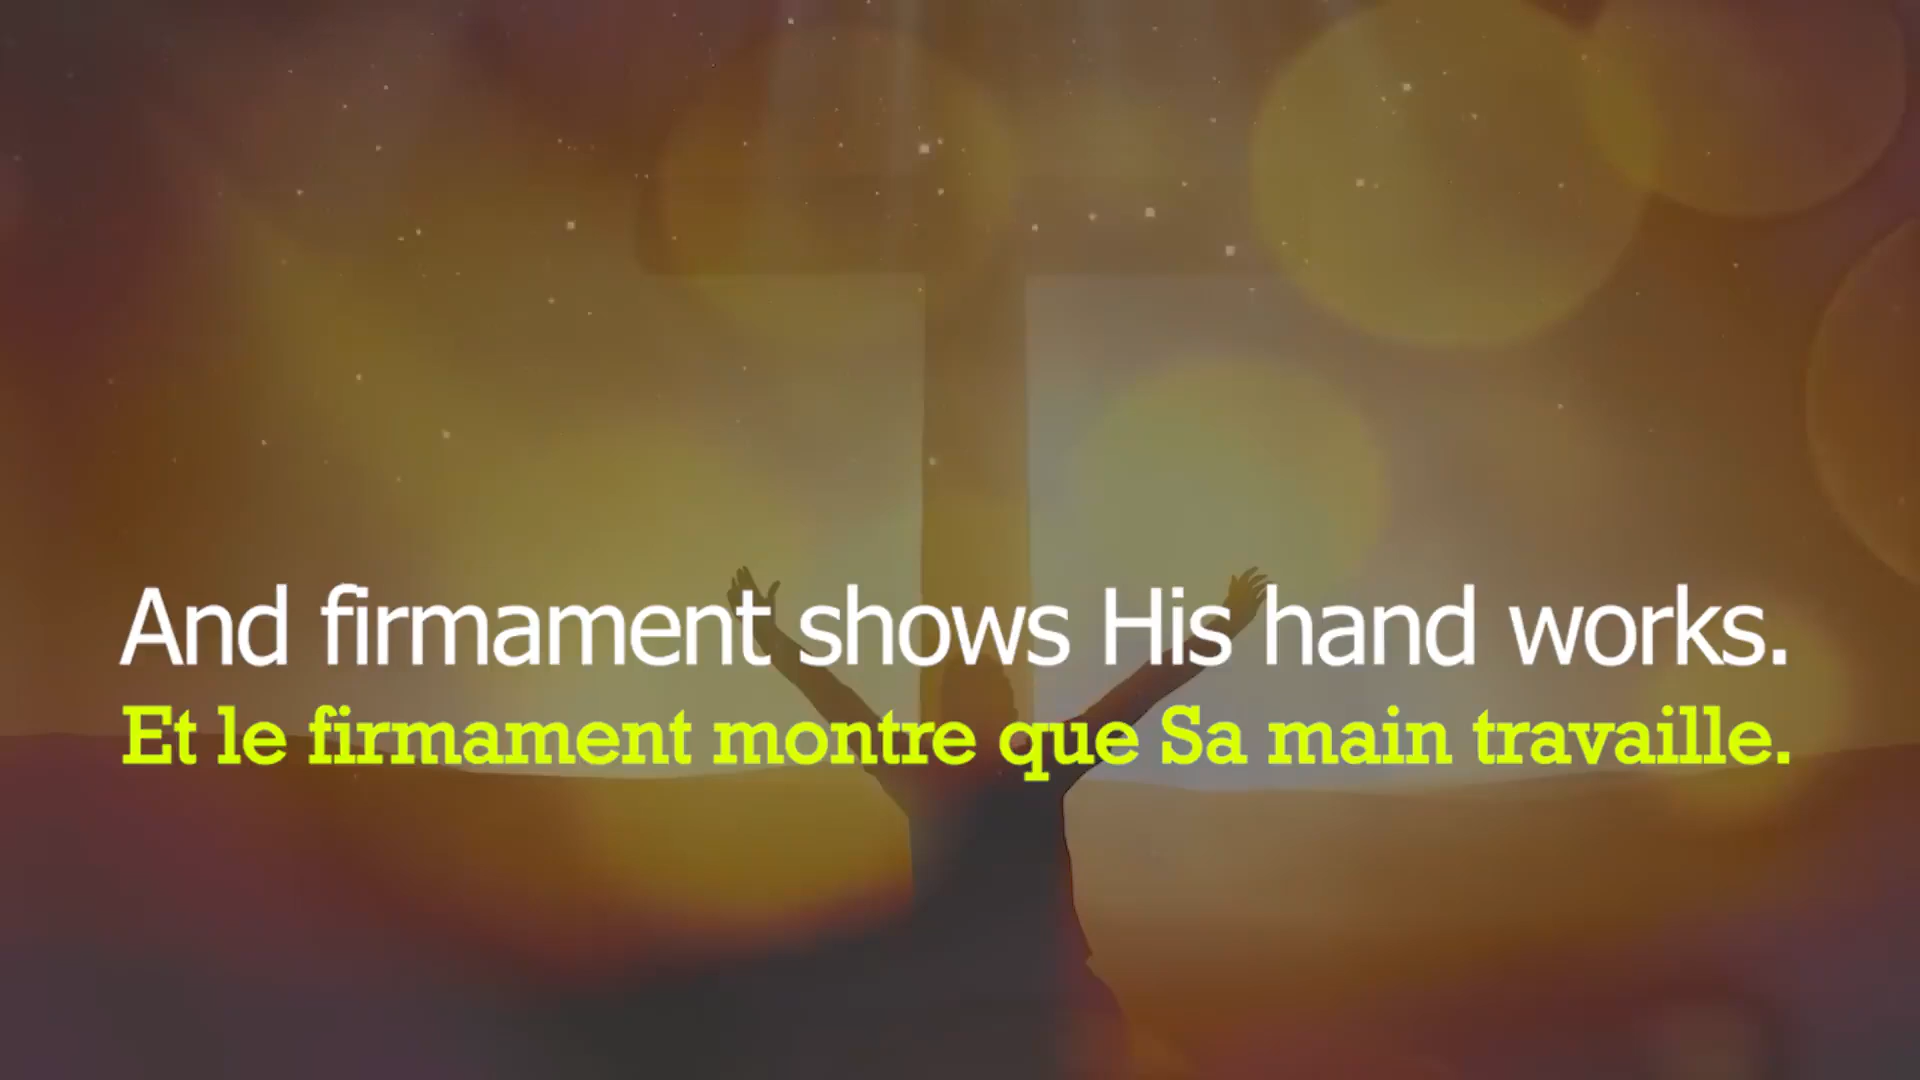 And firmament shows His hand works.
Et le firmament montre que Sa main travaille.